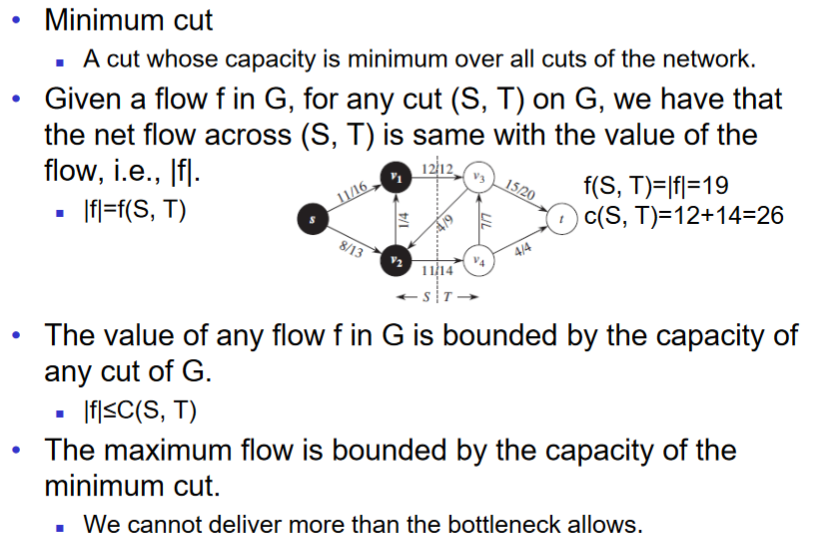 • Minimum cut
▪ A cut whose capacity is minimum over all cuts of the network.
• Given a flow f in G, for any cut (S, T) on G, we have that
the net flow across (S, T) is same with the value of the
flow, i.e., |f|.
▪ |f|=f(S, T)
s
v1
v2
v3
v4
t
11/16
8/13
12/12
1/4
4/9
11/14
7/7
15/20
4/4
← S T →
f(S, T)=|f|=19
c(S, T)=12+14=26
• The value of any flow f in G is bounded by the capacity of
any cut of G.
▪ |f|≤C(S, T)
• The maximum flow is bounded by the capacity of the
minimum cut.
▪ We cannot deliver more than the bottleneck allows.